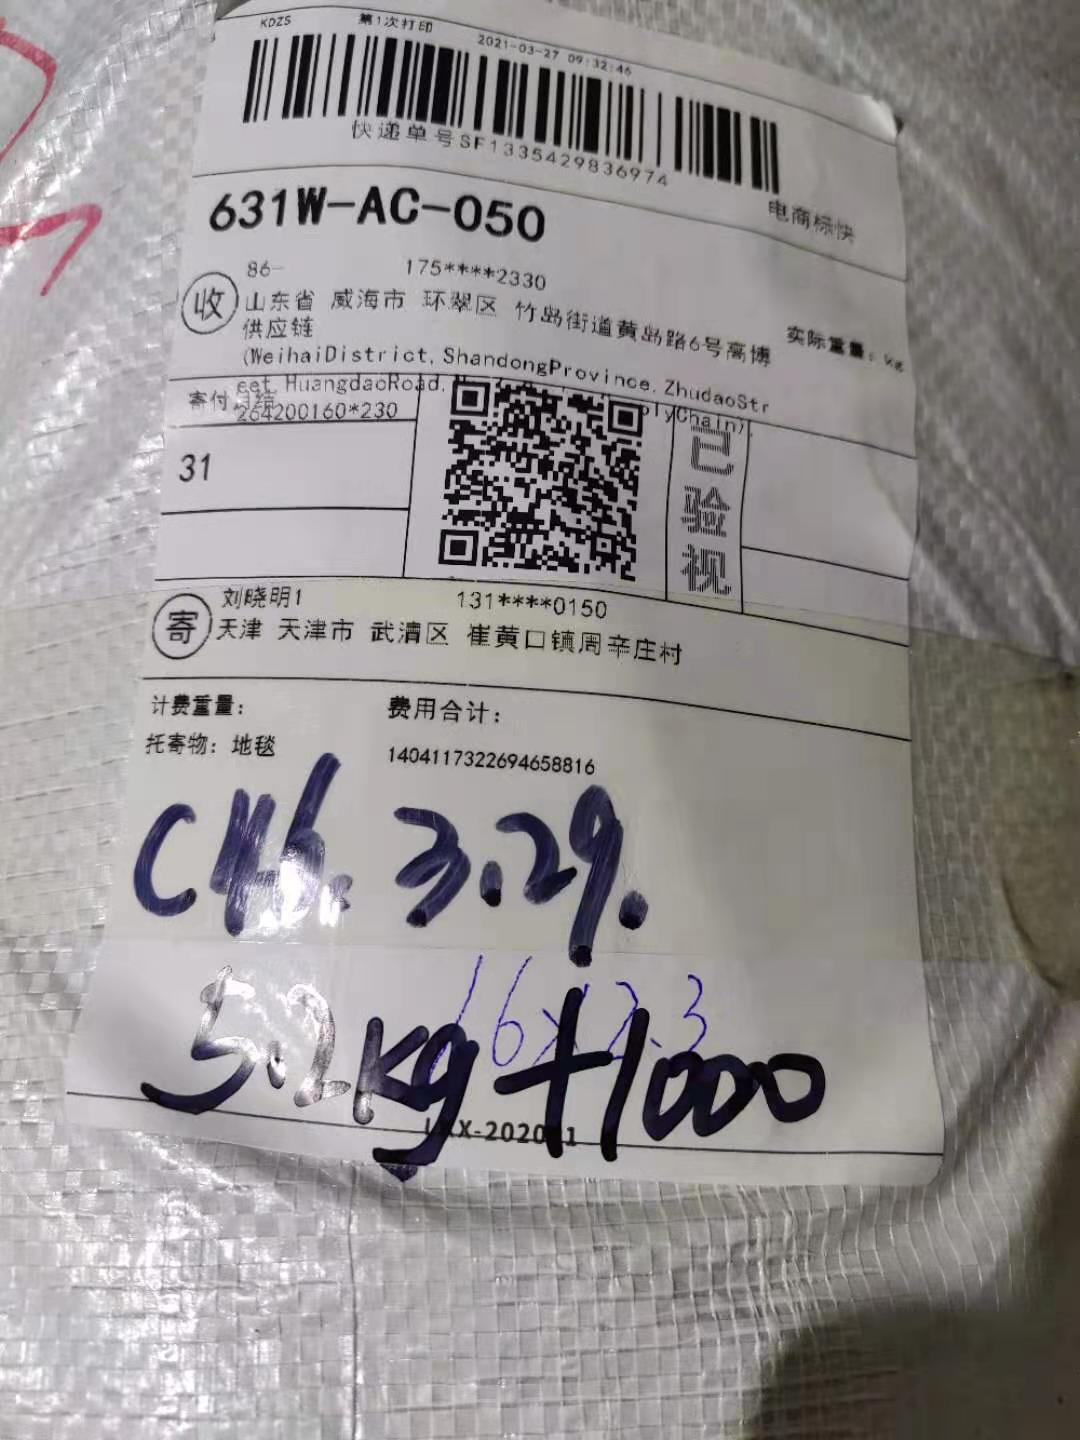 KDZS 第1次打印 2021-03-27 09:32:46
快递单号SF1335429836974
电商标快
631W-AC-050
86- 175****2330
收 山东省 威海市 环翠区 竹岛街道黄岛路6号高博
供应链
实际重量: kg
(WeihaiDistrict, ShandongProvince. ZhudaoStr
eet, HuangdaoRoad, plyChain),
寄付月结
264200160*230
31
已验视
刘晓明1 131****0150
寄 天津 天津市 武清区 崔黄口镇周辛庄村
计费重量: 费用合计:
托寄物: 地毯 1404117322694658816
3.29.
16×2.3
5.2kg+1000